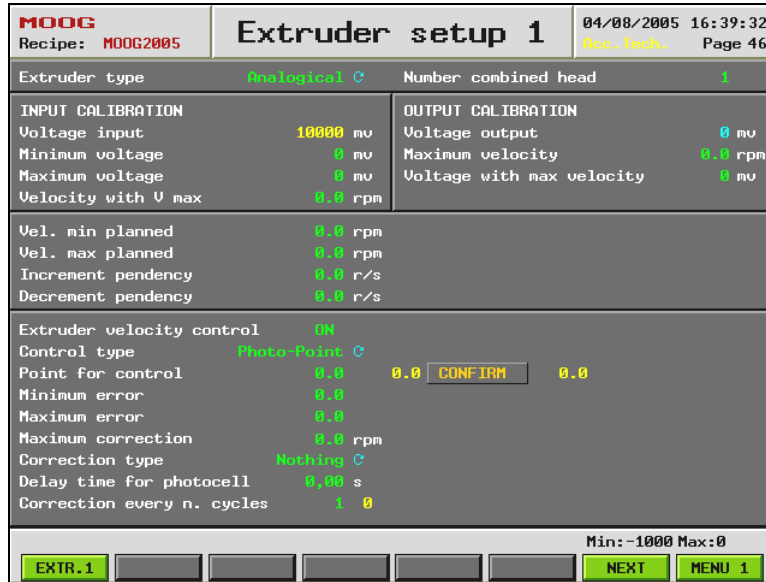 MOOG
Recipe: MOOG2005
Extruder setup 1
04/08/2005 16:39:32
Acc.Tech. Page 46
Extruder type Analogical
Number combined head 1
INPUT CALIBRATION
Voltage input 10000 mv
Minimum voltage 0 mv
Maximum voltage 0 mv
Velocity with V max 0.0 rpm
OUTPUT CALIBRATION
Voltage output 0 mv
Maximum velocity 0.0 rpm
Voltage with max velocity 0 mv
Vel. min planned 0.0 rpm
Vel. max planned 0.0 rpm
Increment pendency 0.0 r/s
Decrement pendency 0.0 r/s
Extruder velocity control ON
Control type Photo-Point
Point for control 0.0 0.0 CONFIRM 0.0
Minimum error 0.0
Maximum error 0.0
Maximum correction 0.0 rpm
Correction type Nothing
Delay time for photocell 0,00 s
Correction every n. cycles 1 0
Min:-1000 Max:0
EXTR.1 NEXT MENU 1